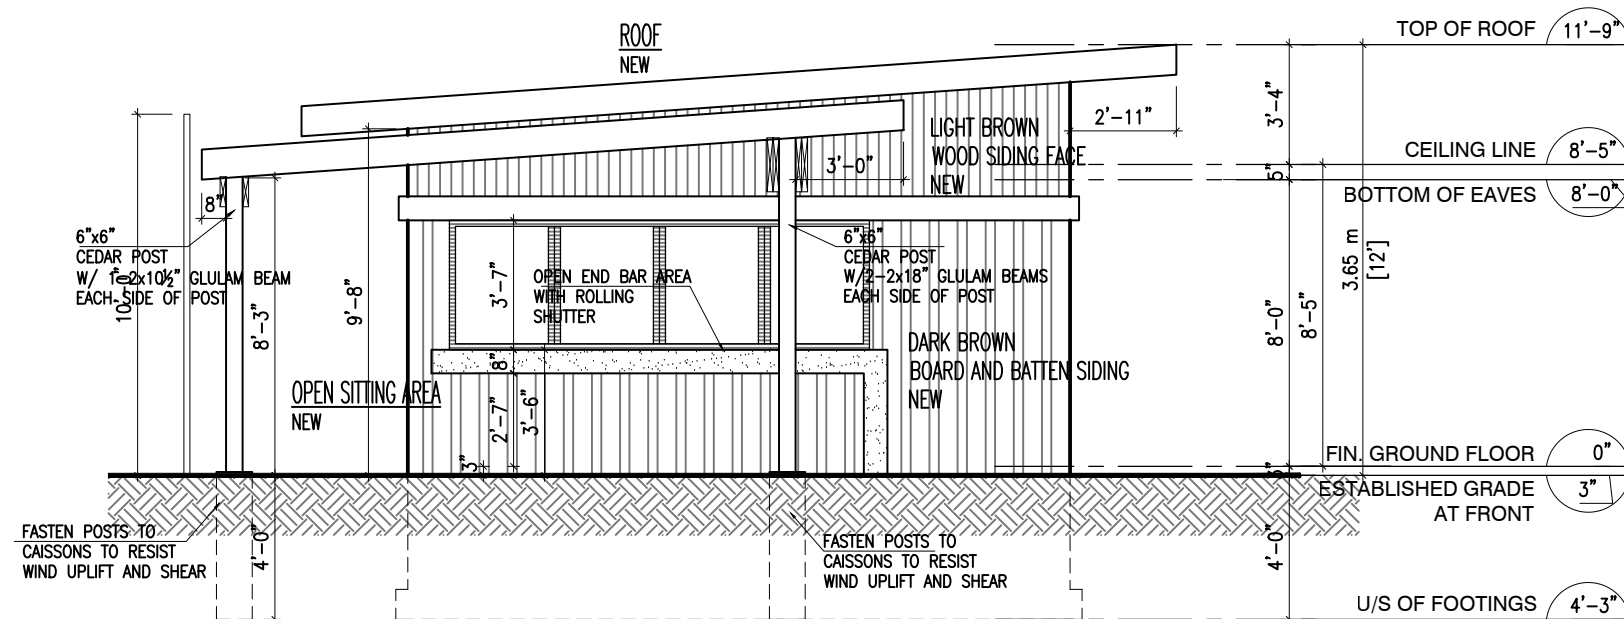 ROOF
NEW
TOP OF ROOF
11'-9"
2'-11"
3'-4"
LIGHT BROWN
WOOD SIDING FACE
NEW
CEILING LINE
8'-5"
5"
BOTTOM OF EAVES
8'-0"
3'-0"
8"
6"x6"
CEDAR POST
W/ 1-2x10½" GLULAM BEAM
EACH SIDE OF POST
10'-0"
8'-3"
9'-8"
3'-7"
OPEN END BAR AREA
WITH ROLLING
SHUTTER
6"x6"
CEDAR POST
W/2-2x18" GLULAM BEAMS
EACH SIDE OF POST
3.65 m
[12']
8'-0"
8'-5"
DARK BROWN
BOARD AND BATTEN SIDING
NEW
8"
OPEN SITTING AREA
NEW
2'-7"
3'-6"
3"
FIN. GROUND FLOOR
0"
3"
ESTABLISHED GRADE
AT FRONT
3"
FASTEN POSTS TO
CAISSONS TO RESIST
WIND UPLIFT AND SHEAR
4'-0"
FASTEN POSTS TO
CAISSONS TO RESIST
WIND UPLIFT AND SHEAR
4'-0"
U/S OF FOOTINGS
4'-3"